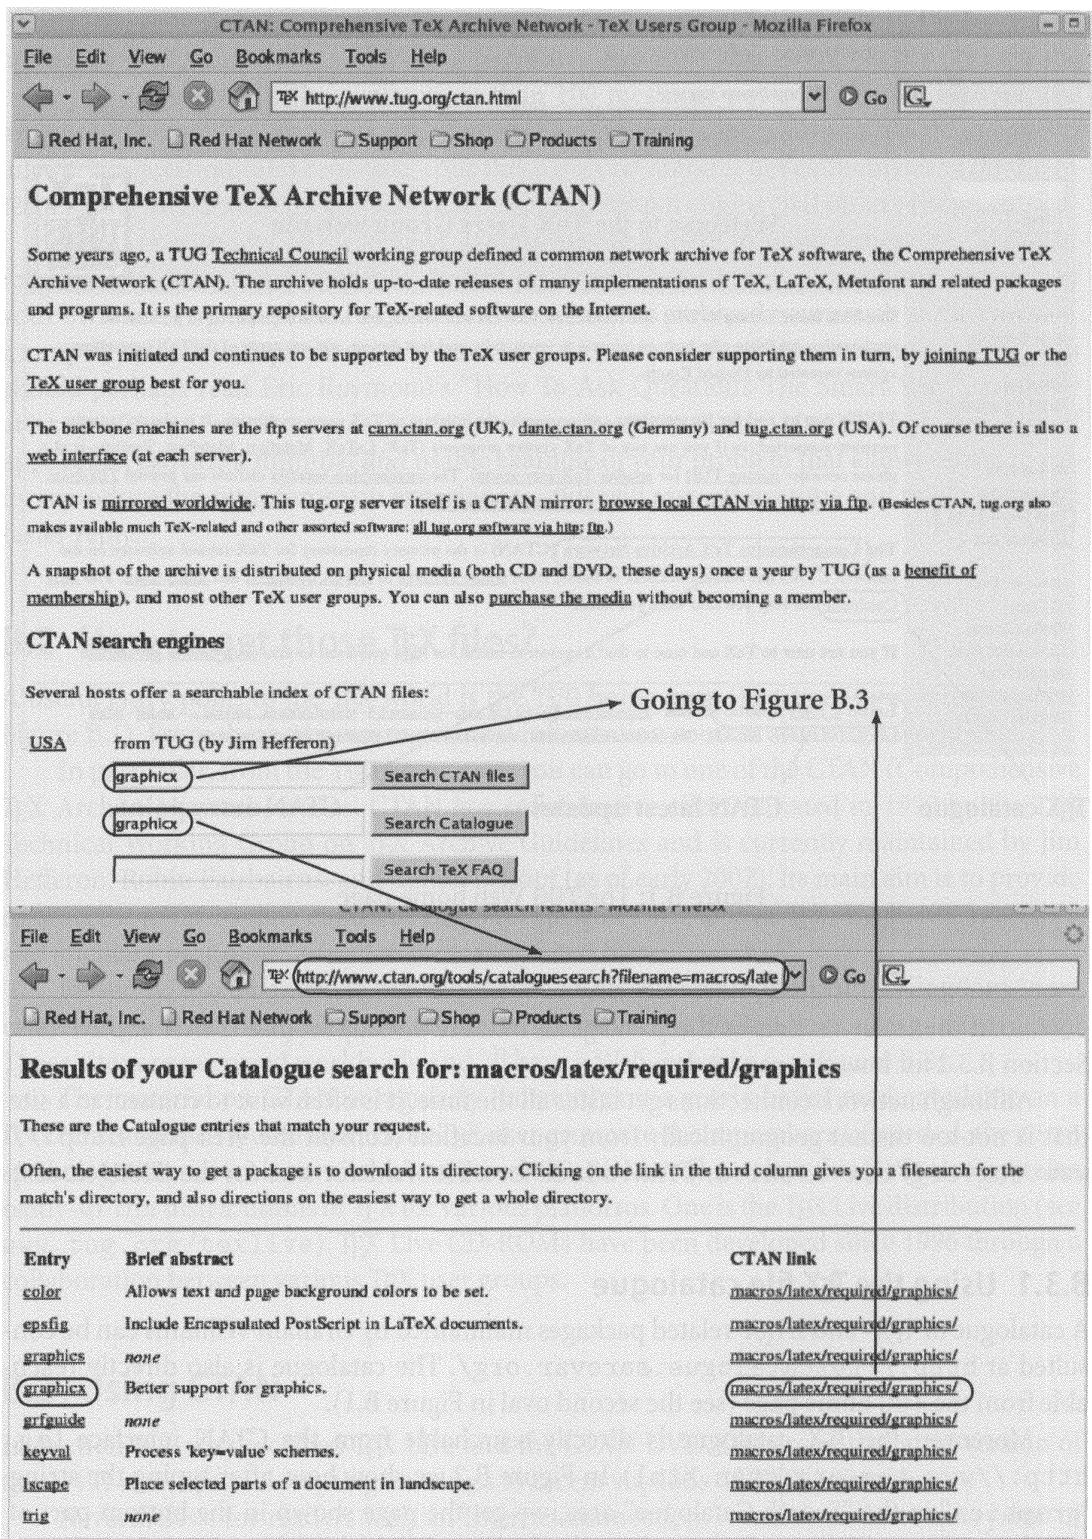 CTAN: Comprehensive TeX Archive Network - TeX Users Group - Mozilla Firefox
File Edit View Go Bookmarks Tools Help
TEX http://www.tug.org/ctan.html Go G
Red Hat, Inc. Red Hat Network Support Shop Products Training
Comprehensive TeX Archive Network (CTAN)
Some years ago, a TUG Technical Council working group defined a common network archive for TeX software, the Comprehensive TeX
Archive Network (CTAN). The archive holds up-to-date releases of many implementations of TeX, LaTeX, Metafont and related packages
and programs. It is the primary repository for TeX-related software on the Internet.
CTAN was initiated and continues to be supported by the TeX user groups. Please consider supporting them in turn, by joining TUG or the
TeX user group best for you.
The backbone machines are the ftp servers at cam.ctan.org (UK), dante.ctan.org (Germany) and tug.ctan.org (USA). Of course there is also a
web interface (at each server).
CTAN is mirrored worldwide. This tug.org server itself is a CTAN mirror: browse local CTAN via http; via ftp. (Besides CTAN, tug.org also
makes available much TeX-related and other assorted software: all tug.org software via http; ftp.)
A snapshot of the archive is distributed on physical media (both CD and DVD, these days) once a year by TUG (as a benefit of
membership), and most other TeX user groups. You can also purchase the media without becoming a member.
CTAN search engines
Several hosts offer a searchable index of CTAN files:
Going to Figure B.3
USA from TUG (by Jim Hefferon)
graphicx Search CTAN files
graphicx Search Catalogue
Search TeX FAQ
CTAN: Catalogue search results - Mozilla Firefox
File Edit View Go Bookmarks Tools Help
TEX http://www.ctan.org/tools/cataloguesearch?filename=macros/late Go G
Red Hat, Inc. Red Hat Network Support Shop Products Training
Results of your Catalogue search for: macros/latex/required/graphics
These are the Catalogue entries that match your request.
Often, the easiest way to get a package is to download its directory. Clicking on the link in the third column gives you a filesearch for the
match's directory, and also directions on the easiest way to get a whole directory.
Entry Brief abstract CTAN link
color Allows text and page background colors to be set. macros/latex/required/graphics/
epsfig Include Encapsulated PostScript in LaTeX documents. macros/latex/required/graphics/
graphics none macros/latex/required/graphics/
graphicx Better support for graphics. macros/latex/required/graphics/
grfguide none macros/latex/required/graphics/
keyval Process 'key=value' schemes. macros/latex/required/graphics/
lscape Place selected parts of a document in landscape. macros/latex/required/graphics/
trig none macros/latex/required/graphics/